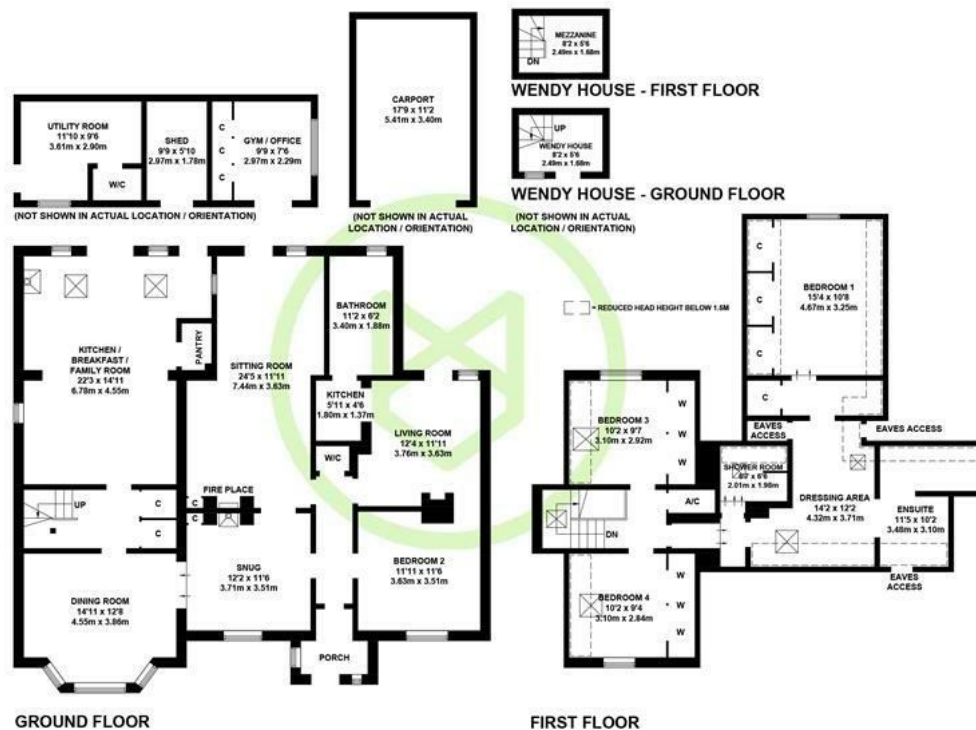 MEZZANINE
8'2 x 5'6
2.49m x 1.68m
DN
WENDY HOUSE - FIRST FLOOR
UP
WENDY HOUSE
8'2 x 5'6
2.49m x 1.68m
WENDY HOUSE - GROUND FLOOR
(NOT SHOWN IN ACTUAL
LOCATION / ORIENTATION)
CARPORT
17'9 x 11'2
5.41m x 3.40m
(NOT SHOWN IN ACTUAL
LOCATION / ORIENTATION)
UTILITY ROOM
11'10 x 9'6
3.61m x 2.90m
W/C
SHED
9'9 x 5'10
2.97m x 1.78m
C
C
C
GYM / OFFICE
9'9 x 7'6
2.97m x 2.29m
(NOT SHOWN IN ACTUAL LOCATION / ORIENTATION)
KITCHEN /
BREAKFAST /
FAMILY ROOM
22'3 x 14'11
6.78m x 4.55m
PANTRY
SITTING ROOM
24'5 x 11'11
7.44m x 3.63m
BATHROOM
11'2 x 6'2
3.40m x 1.88m
KITCHEN
5'11 x 4'6
1.80m x 1.37m
W/C
LIVING ROOM
12'4 x 11'11
3.76m x 3.63m
UP
C
C
FIRE PLACE
C
C
SNUG
12'2 x 11'6
3.71m x 3.51m
BEDROOM 2
11'11 x 11'6
3.63m x 3.51m
DINING ROOM
14'11 x 12'8
4.55m x 3.86m
PORCH
GROUND FLOOR
= REDUCED HEAD HEIGHT BELOW 1.5M
C
C
C
BEDROOM 1
15'4 x 10'8
4.67m x 3.25m
C
EAVES
ACCESS
EAVES ACCESS
BEDROOM 3
10'2 x 9'7
3.10m x 2.92m
W
W
W
SHOWER ROOM
2.01m x 1.98m
A/C
DN
DRESSING AREA
14'2 x 12'2
4.32m x 3.71m
ENSUITE
11'5 x 10'2
3.48m x 3.10m
EAVES
ACCESS
BEDROOM 4
10'2 x 9'4
3.10m x 2.84m
W
W
W
FIRST FLOOR